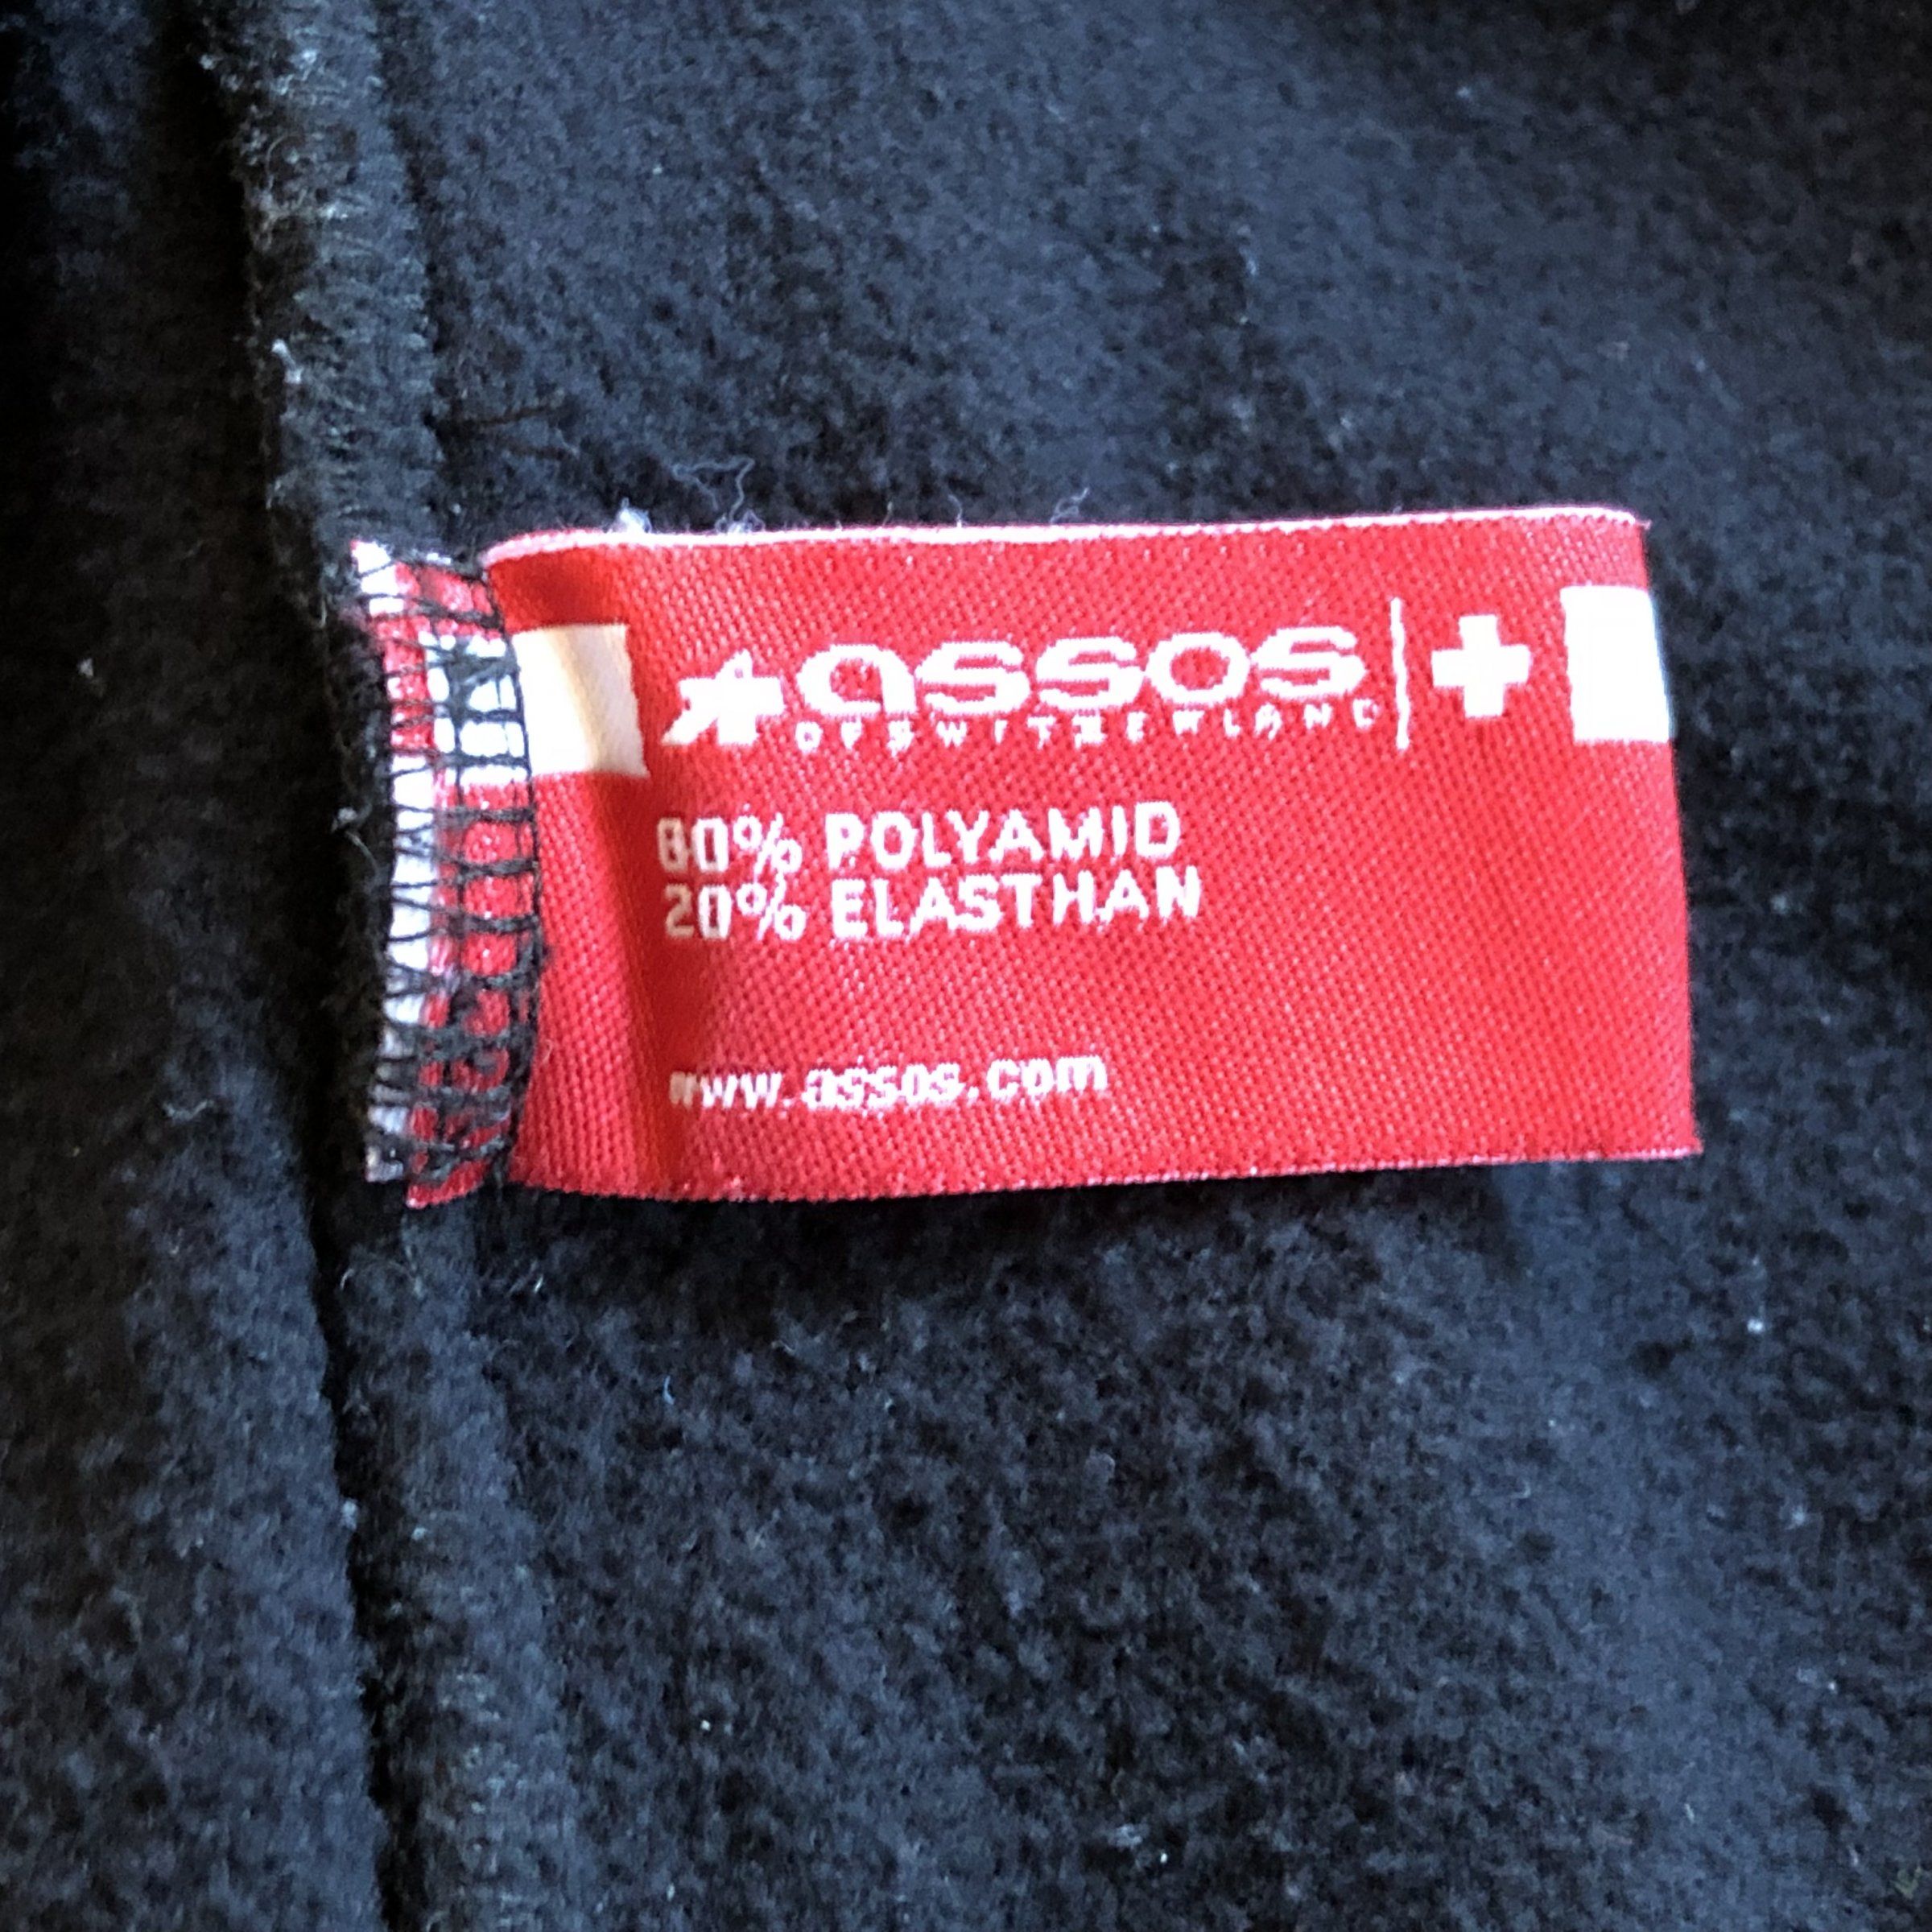 assos
OF SWITZERLAND
80% POLYAMID
20% ELASTHAN
www.assos.com